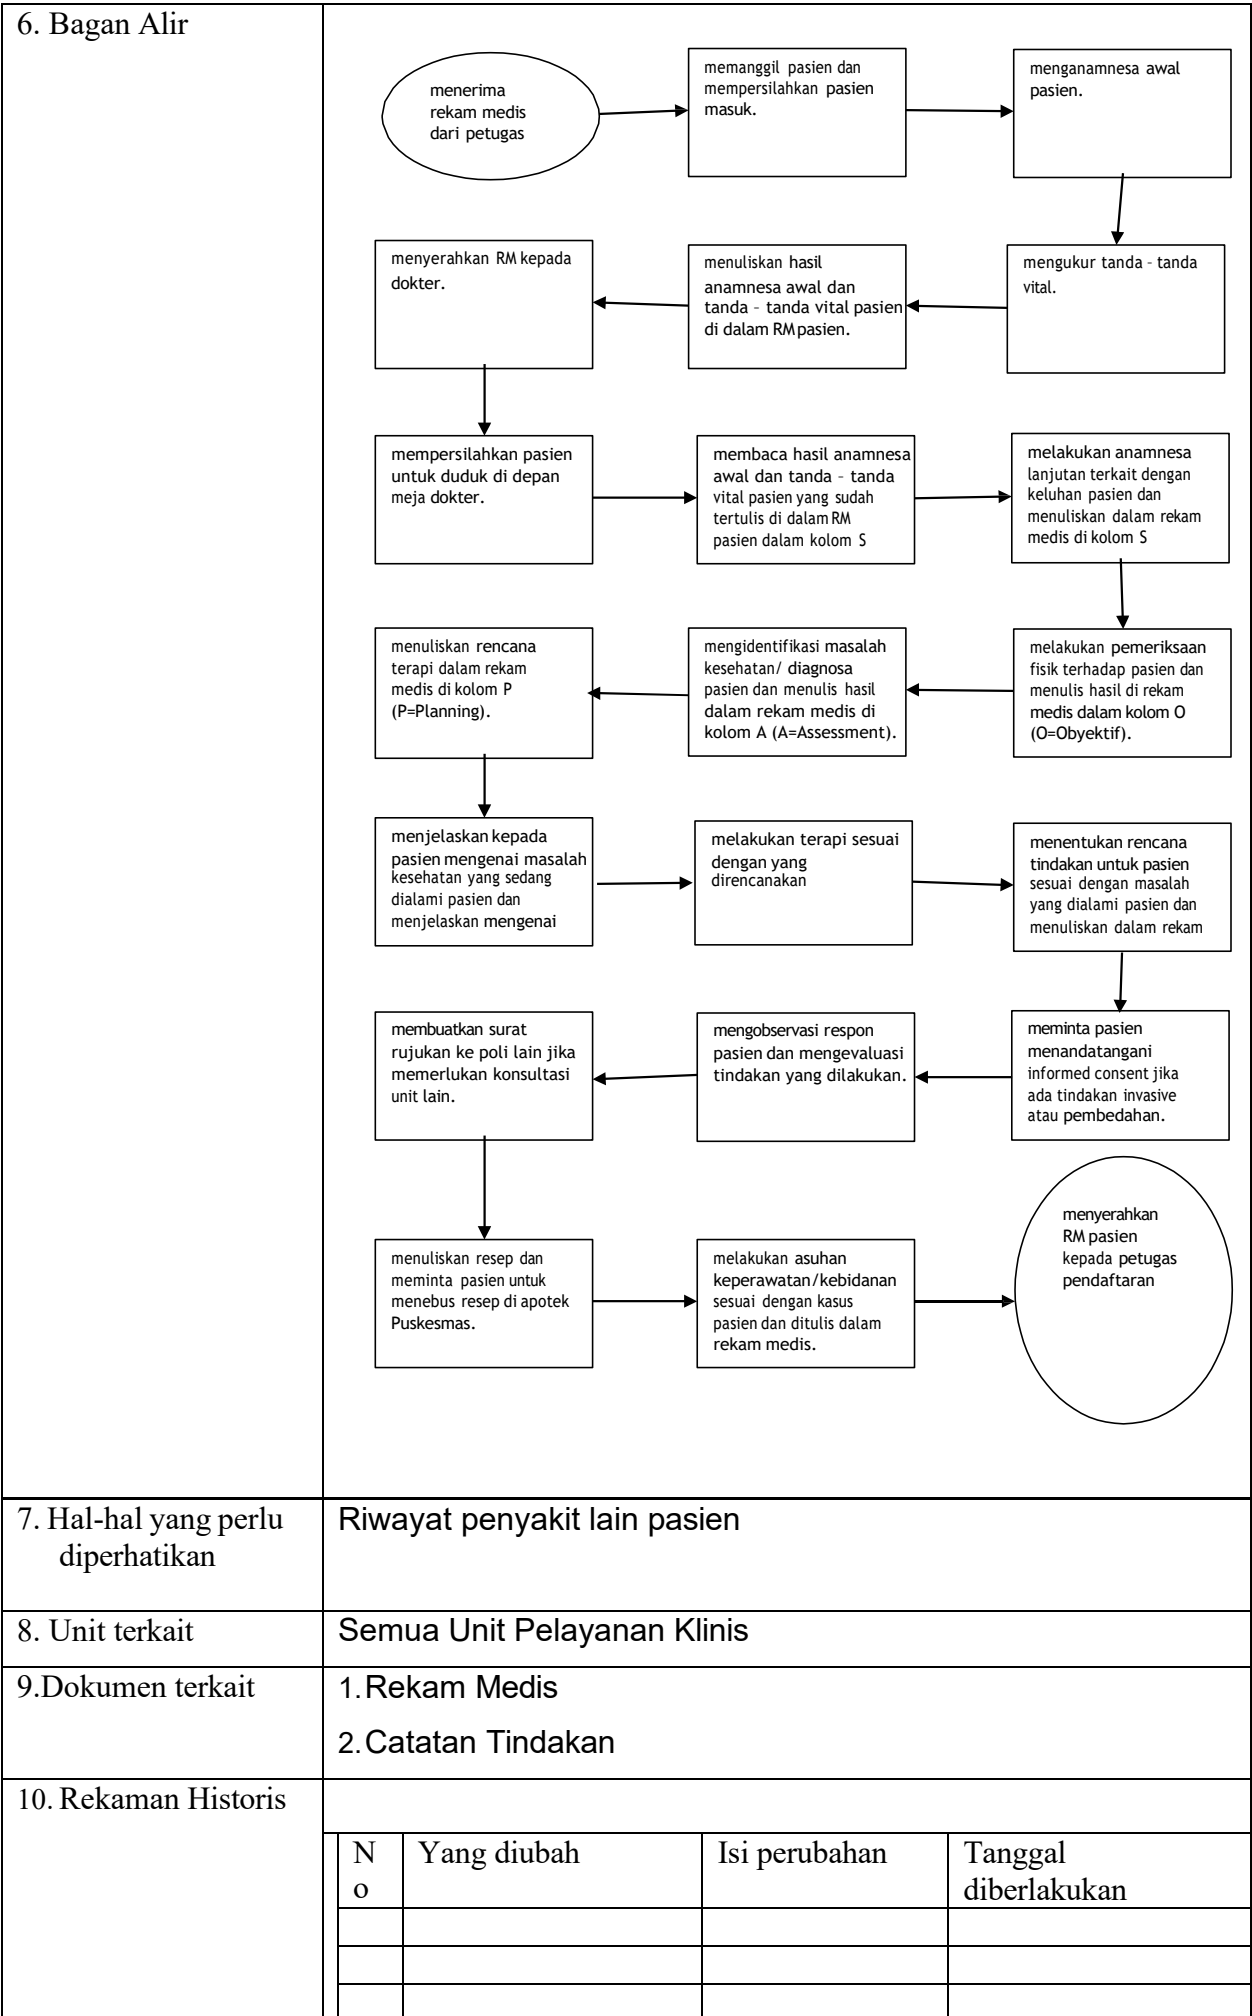 6. Bagan Alir
menerima
rekam medis
dari petugas
memanggil pasien dan
mempersilahkan pasien
masuk.
menganamnesa awal
pasien.
mengukur tanda – tanda
vital.
menuliskan hasil
anamnesa awal dan
tanda – tanda vital pasien
di dalam RM pasien.
menyerahkan RM kepada
dokter.
mempersilahkan pasien
untuk duduk di depan
meja dokter.
membaca hasil anamnesa
awal dan tanda – tanda
vital pasien yang sudah
tertulis di dalam RM
pasien dalam kolom S
melakukan anamnesa
lanjutan terkait dengan
keluhan pasien dan
menuliskan dalam rekam
medis di kolom S
melakukan pemeriksaan
fisik terhadap pasien dan
menulis hasil di rekam
medis dalam kolom O
(O=Obyektif).
mengidentifikasi masalah
kesehatan/ diagnosa
pasien dan menulis hasil
dalam rekam medis di
kolom A (A=Assessment).
menuliskan rencana
terapi dalam rekam
medis di kolom P
(P=Planning).
menjelaskan kepada
pasien mengenai masalah
kesehatan yang sedang
dialami pasien dan
menjelaskan mengenai
melakukan terapi sesuai
dengan yang
direncanakan
menentukan rencana
tindakan untuk pasien
sesuai dengan masalah
yang dialami pasien dan
menuliskan dalam rekam
meminta pasien
menandatangani
informed consent jika
ada tindakan invasive
atau pembedahan.
mengobservasi respon
pasien dan mengevaluasi
tindakan yang dilakukan.
membuatkan surat
rujukan ke poli lain jika
memerlukan konsultasi
unit lain.
menuliskan resep dan
meminta pasien untuk
menebus resep di apotek
Puskesmas.
melakukan asuhan
keperawatan/kebidanan
sesuai dengan kasus
pasien dan ditulis dalam
rekam medis.
menyerahkan
RM pasien
kepada petugas
pendaftaran
7. Hal-hal yang perlu
diperhatikan
Riwayat penyakit lain pasien
8. Unit terkait
Semua Unit Pelayanan Klinis
9.Dokumen terkait
1.Rekam Medis
2.Catatan Tindakan
10. Rekaman Historis
N
o
Yang diubah
Isi perubahan
Tanggal
diberlakukan